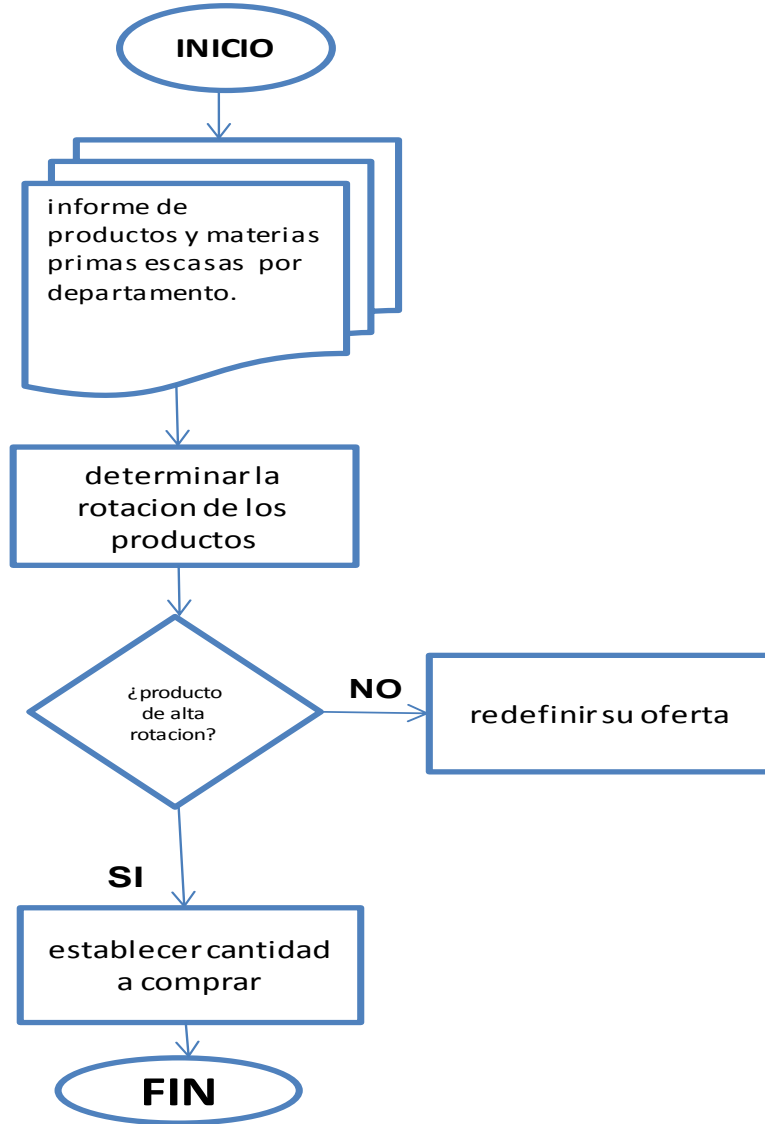 INICIO
informe de
productos y materias
primas escasas por
departamento.
determinar la
rotacion de los
productos
¿producto
de alta
rotacion?
NO
redefinir su oferta
SI
establecer cantidad
a comprar
FIN